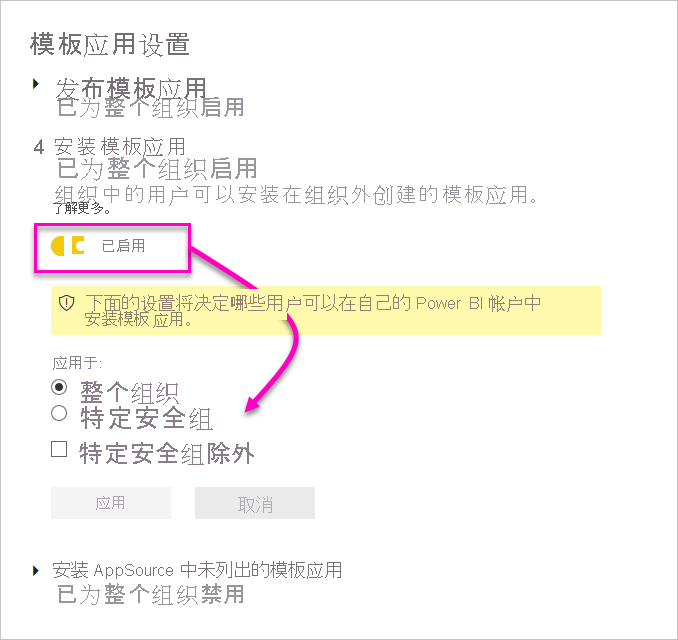 模板应用设置
发布模板应用
已为整个组织启用
4 安装模板应用
已为整个组织启用
组织中的用户可以安装在组织外创建的模板应用。
了解更多。
已启用
下面的设置将决定哪些用户可以在自己的 Power BI 帐户中
安装模板应用。
应用于:
整个组织
特定安全组
特定安全组除外
应用
取消
安装 AppSource 中未列出的模板应用
已为整个组织禁用